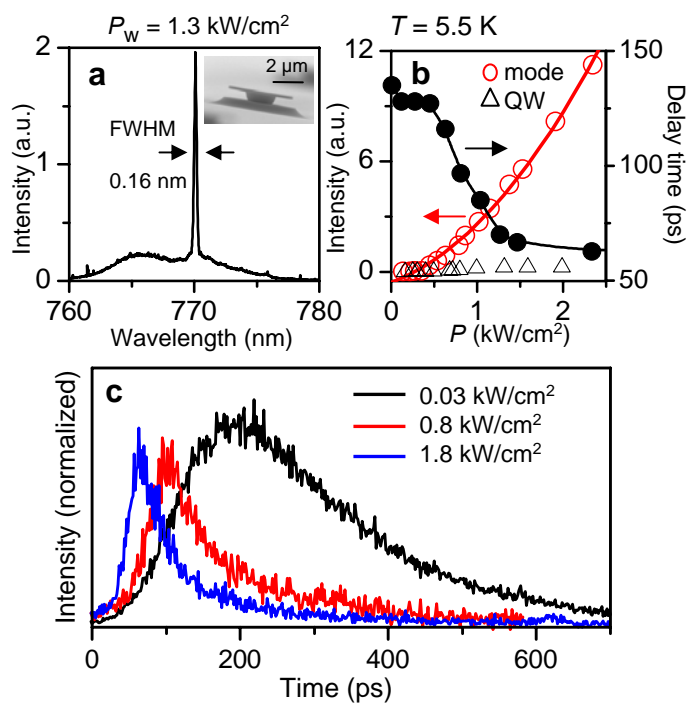 P_w = 1.3 kW/cm²
T = 5.5 K
a
2 µm
FWHM
0.16 nm
Intensity (a.u.)
0
1
2
760
770
780
Wavelength (nm)
b
mode
QW
Intensity (a.u.)
0
3
6
9
12
Delay time (ps)
50
100
150
0
1
2
P (kW/cm²)
c
0.03 kW/cm²
0.8 kW/cm²
1.8 kW/cm²
Intensity (normalized)
0
200
400
600
Time (ps)